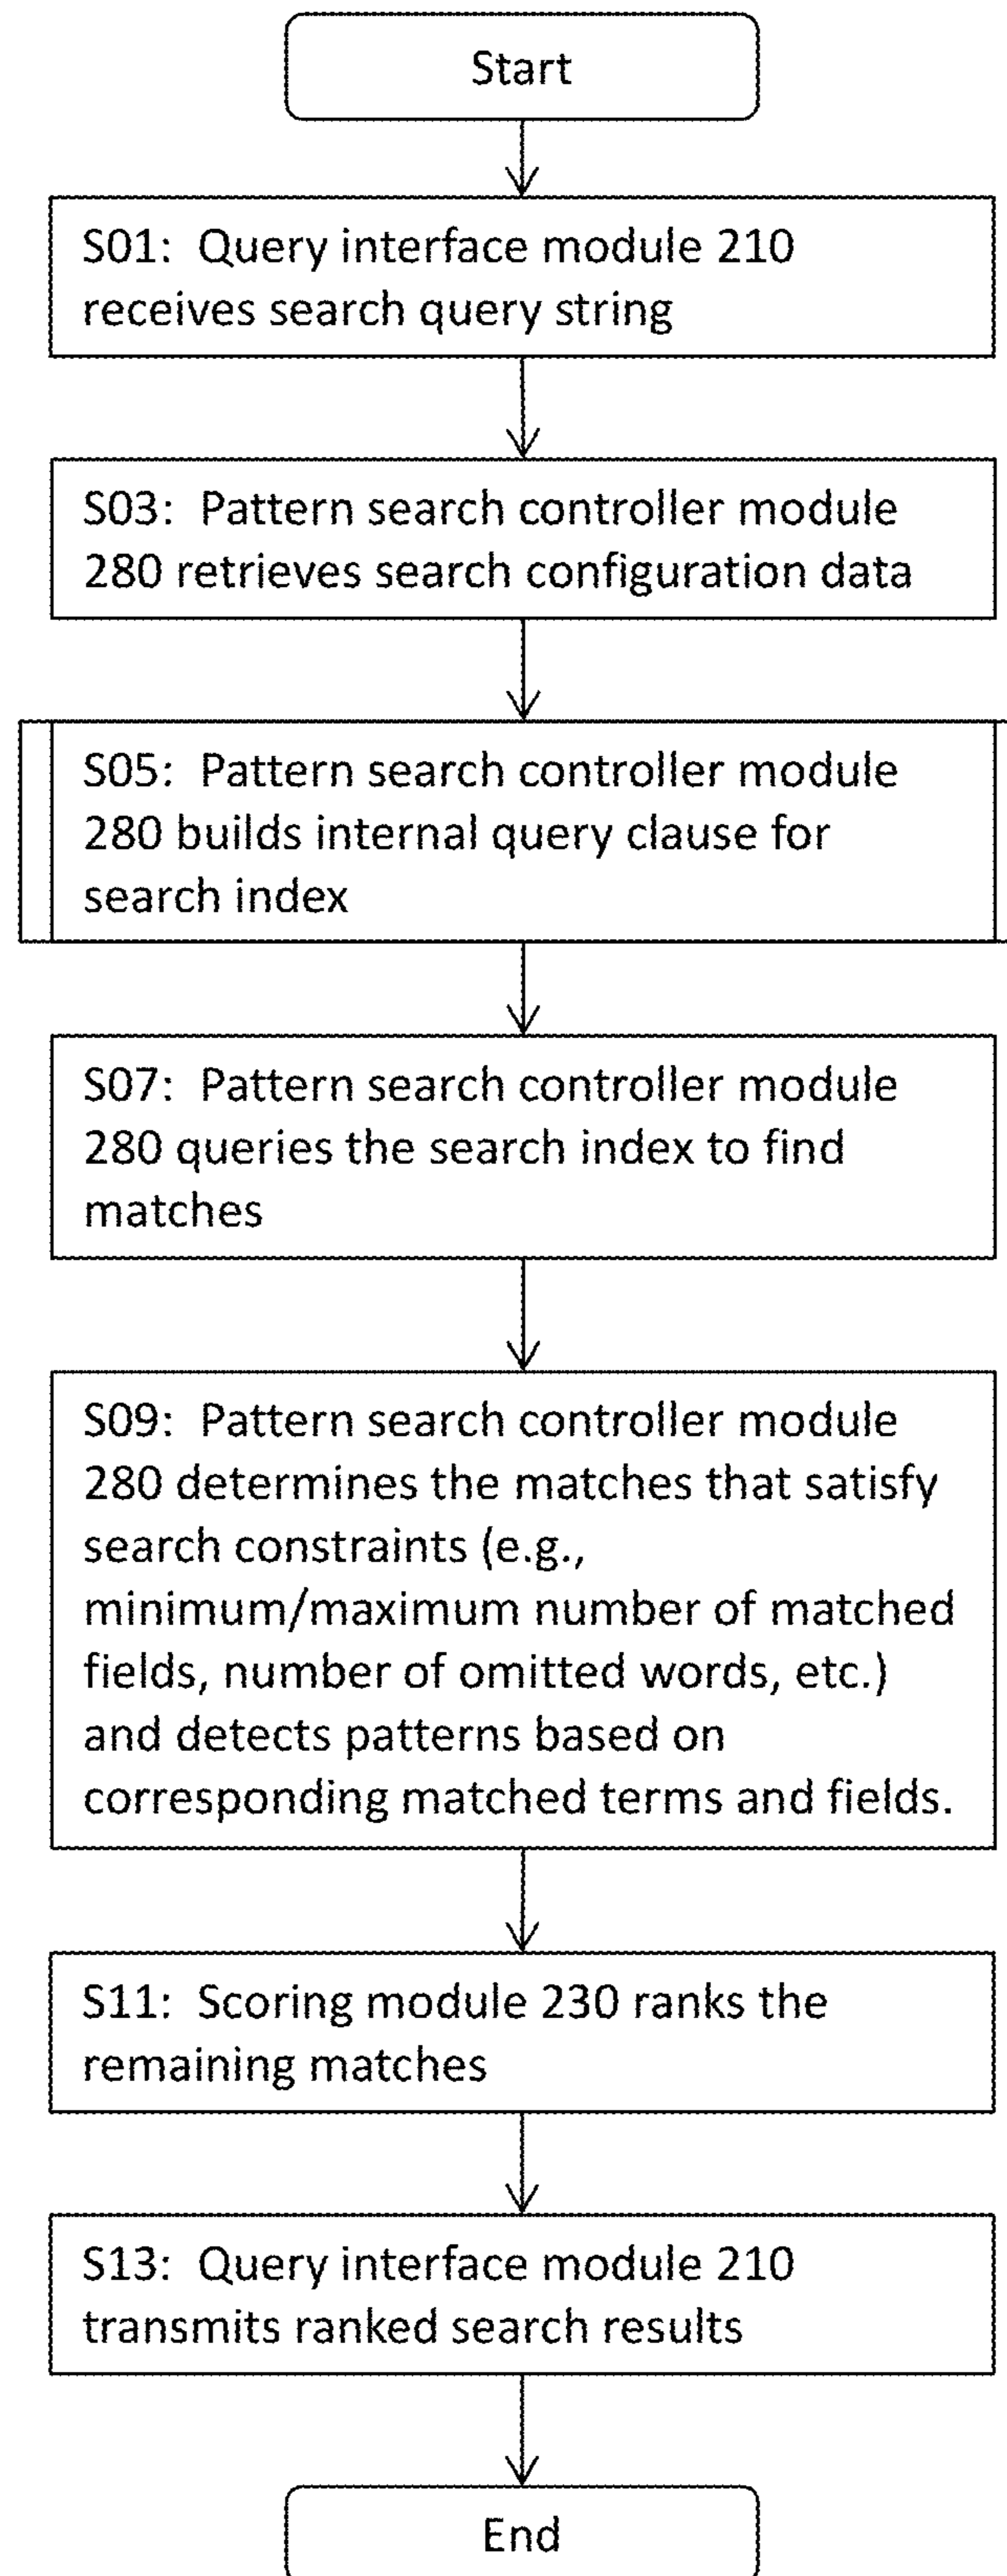 Start
S01: Query interface module 210
receives search query string
S03: Pattern search controller module
280 retrieves search configuration data
S05: Pattern search controller module
280 builds internal query clause for
search index
S07: Pattern search controller module
280 queries the search index to find
matches
S09: Pattern search controller module
280 determines the matches that satisfy
search constraints (e.g.,
minimum/maximum number of matched
fields, number of omitted words, etc.)
and detects patterns based on
corresponding matched terms and fields.
S11: Scoring module 230 ranks the
remaining matches
S13: Query interface module 210
transmits ranked search results
End